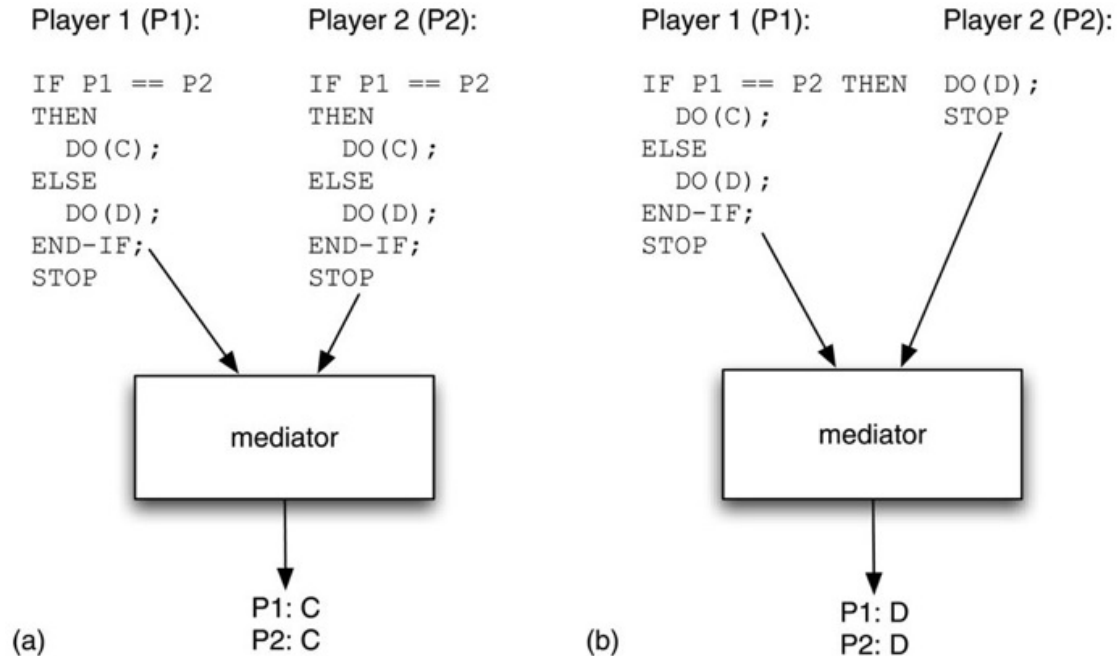 Player 1 (P1):
IF P1 == P2
THEN
DO(C);
ELSE
DO(D);
END-IF;
STOP
Player 2 (P2):
IF P1 == P2
THEN
DO(C);
ELSE
DO(D);
END-IF;
STOP
mediator
P1: C
P2: C
(a)
Player 1 (P1):
IF P1 == P2 THEN
DO(C);
ELSE
DO(D);
END-IF;
STOP
Player 2 (P2):
DO(D);
STOP
mediator
P1: D
P2: D
(b)